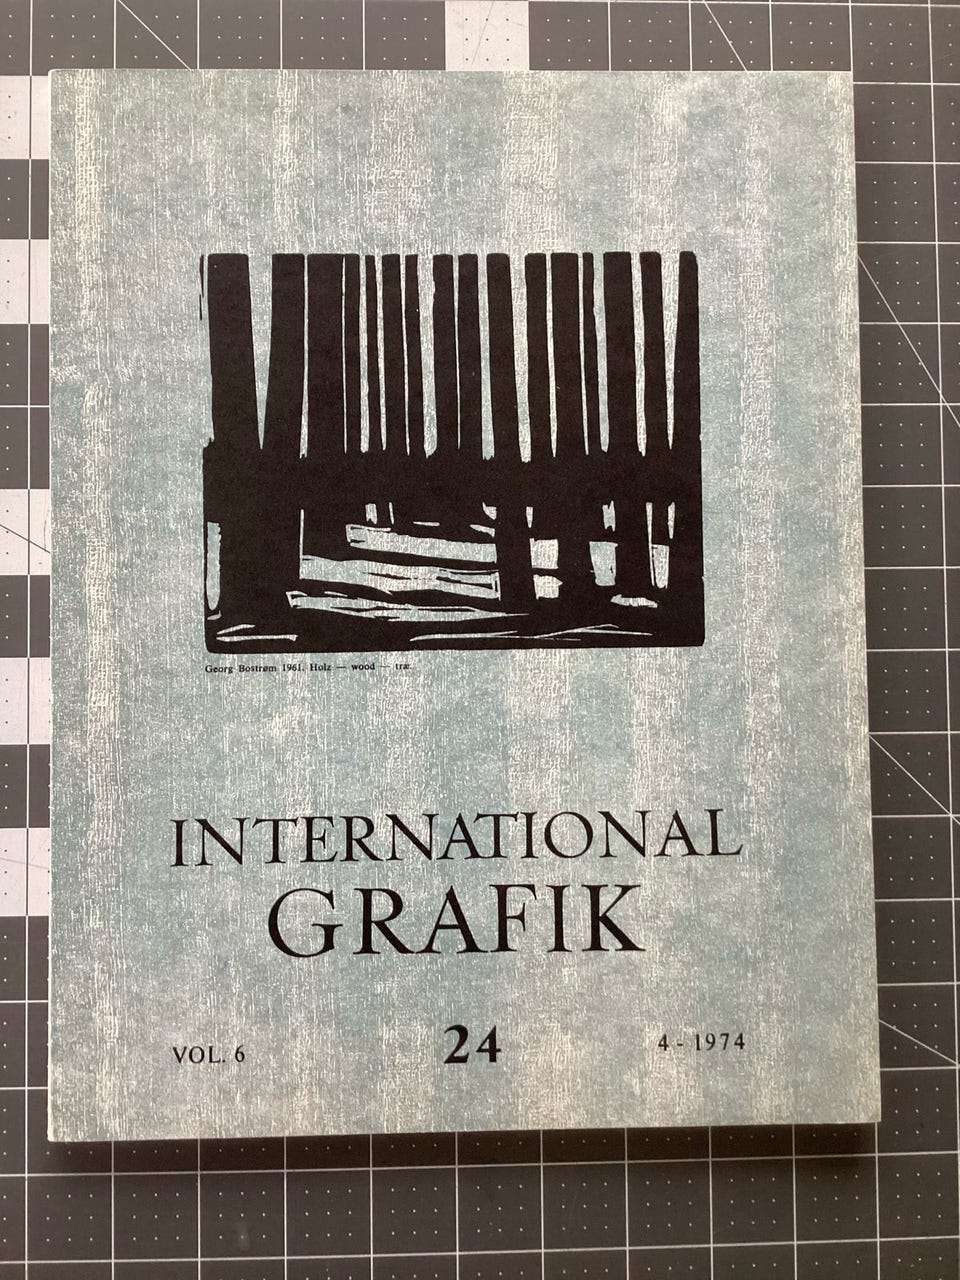 Georg Bostrøm 1961. Holz — wood — træ.
INTERNATIONAL
GRAFIK
VOL. 6 24 4 - 1974